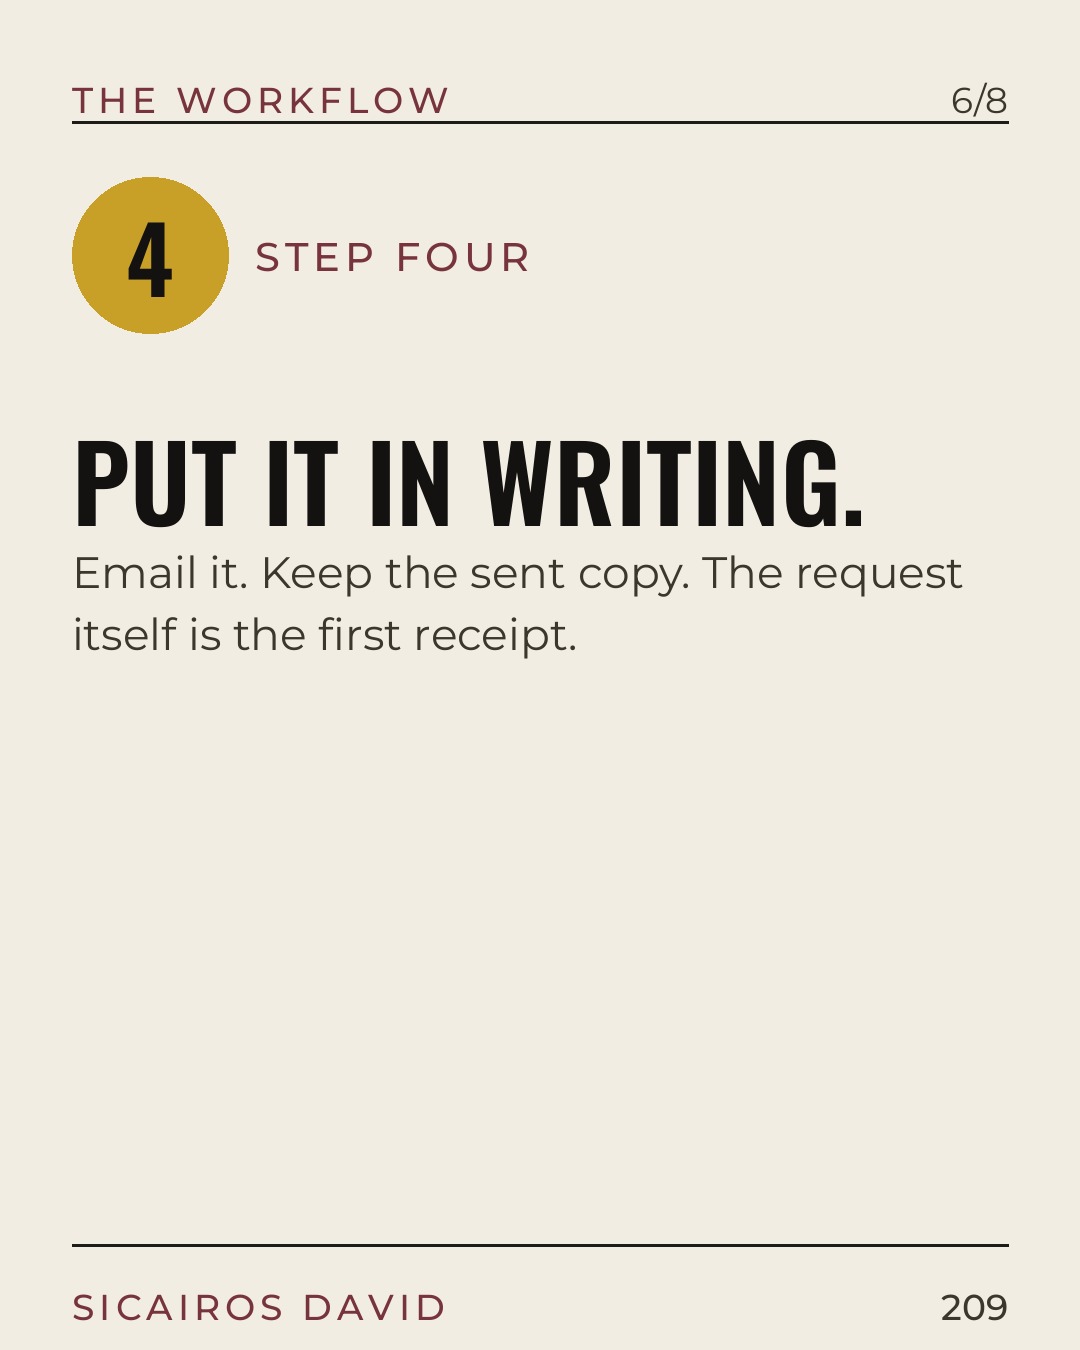 THE WORKFLOW 6/8
4 STEP FOUR
PUT IT IN WRITING.
Email it. Keep the sent copy. The request
itself is the first receipt.
SICAIROS DAVID 209